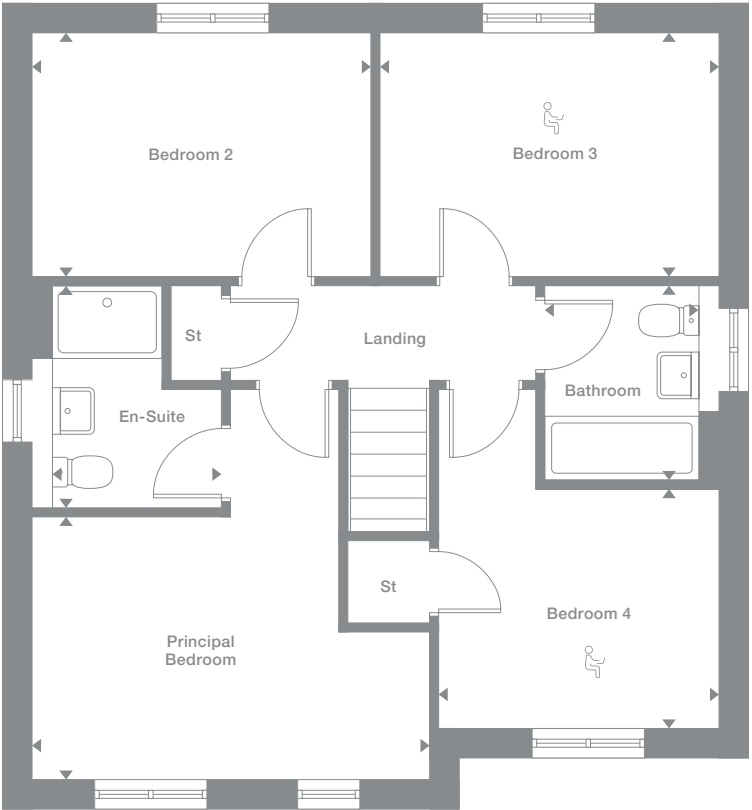 Bedroom 2
Bedroom 3
St
Landing
Bathroom
En-Suite
St
Bedroom 4
Principal
Bedroom